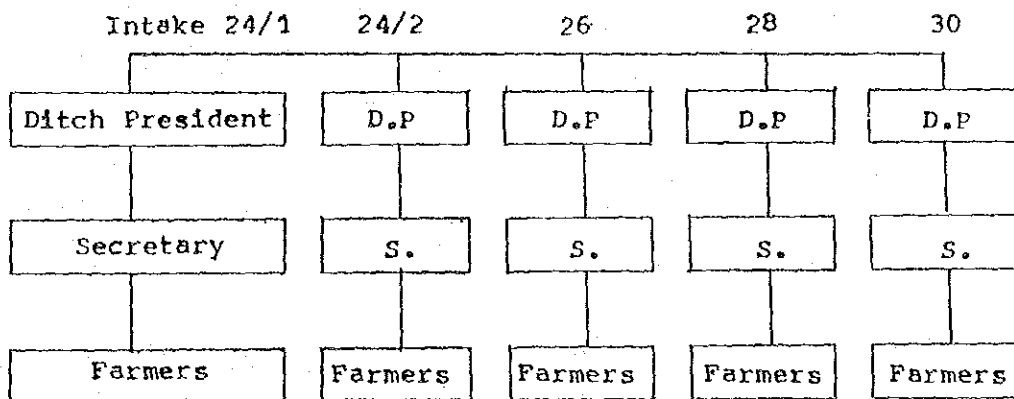 Intake 24/1 24/2 26 28 30
Ditch President D.P D.P D.P D.P
Secretary S. S. S. S.
Farmers Farmers Farmers Farmers Farmers